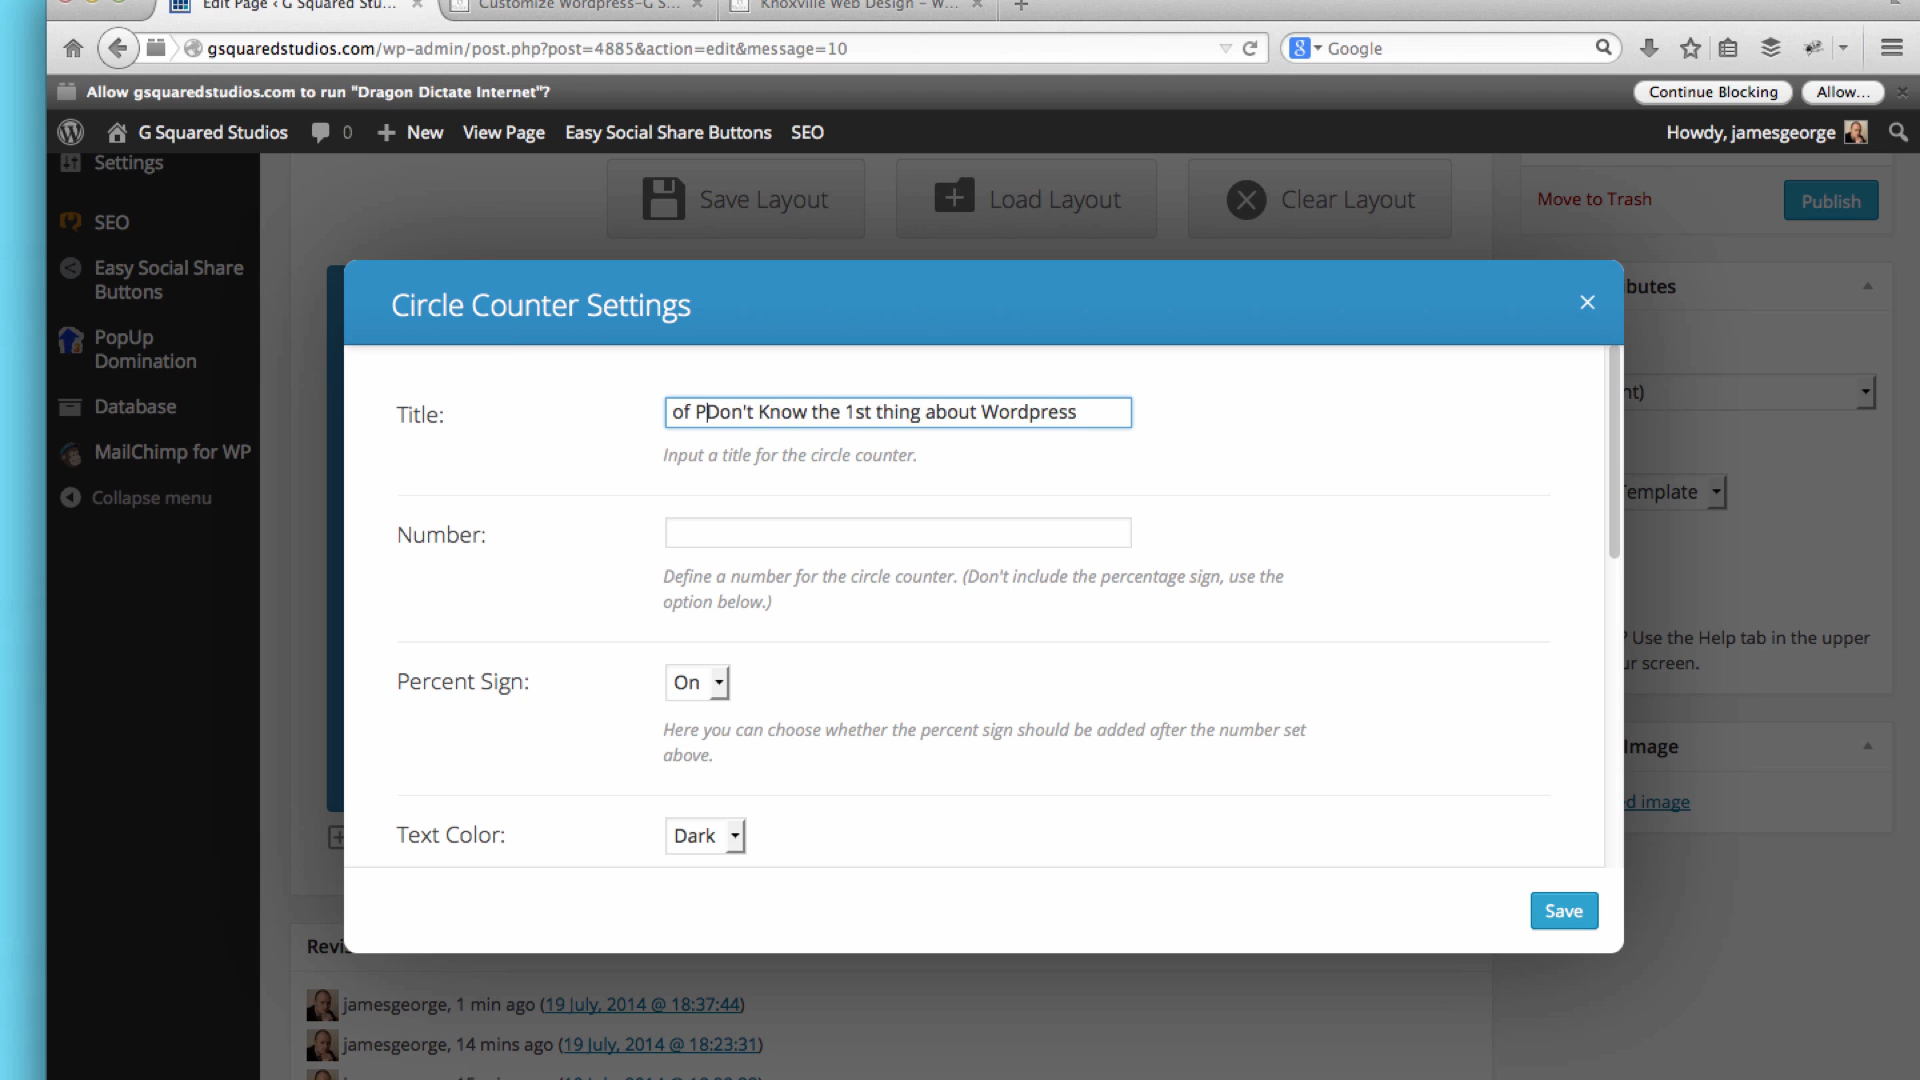 Edit Page ‹ G Squared Stu...
Customize Wordpress-G S...
Knoxville Web Design – W...
gsquaredstudios.com/wp-admin/post.php?post=4885&action=edit&message=10
Google
Allow gsquaredstudios.com to run "Dragon Dictate Internet"?
Continue Blocking
Allow...
G Squared Studios
0
New
View Page
Easy Social Share Buttons
SEO
Howdy, jamesgeorge
Settings
SEO
Easy Social Share
Buttons
PopUp
Domination
Database
MailChimp for WP
Collapse menu
Save Layout
Load Layout
Clear Layout
Move to Trash
Publish
Circle Counter Settings
Title:
of PDon't Know the 1st thing about Wordpress
Input a title for the circle counter.
Number:
Define a number for the circle counter. (Don't include the percentage sign, use the
option below.)
Percent Sign:
On
Here you can choose whether the percent sign should be added after the number set
above.
Text Color:
Dark
Save
butes
nt)
Template
? Use the Help tab in the upper
ur screen.
Image
d image
Revis
jamesgeorge, 1 min ago (19 July, 2014 @ 18:37:44)
jamesgeorge, 14 mins ago (19 July, 2014 @ 18:23:31)